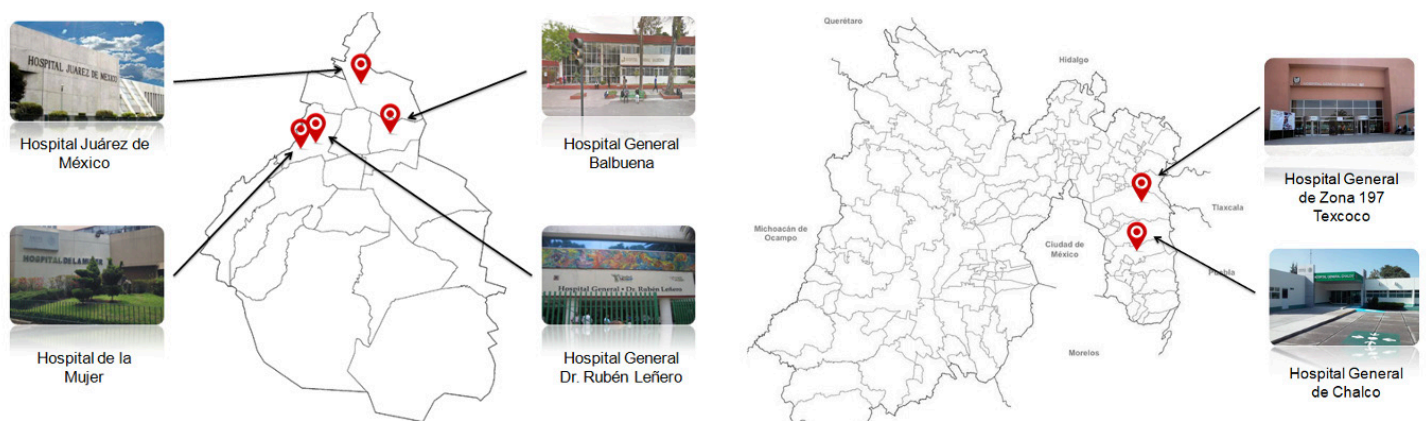 HOSPITAL JUAREZ DE MEXICO
Hospital Juárez de
México
Hospital General
Balbuena
HOSPITAL DE LA MUJER
Hospital de la
Mujer
Hospital General • Dr. Rubén Leñero
Hospital General
Dr. Rubén Leñero
Querétaro
Hidalgo
Michoacán de
Ocampo
Ciudad de
México
Tlaxcala
Puebla
Morelos
Hospital General
de Zona 197
Texcoco
Hospital General
de Chalco